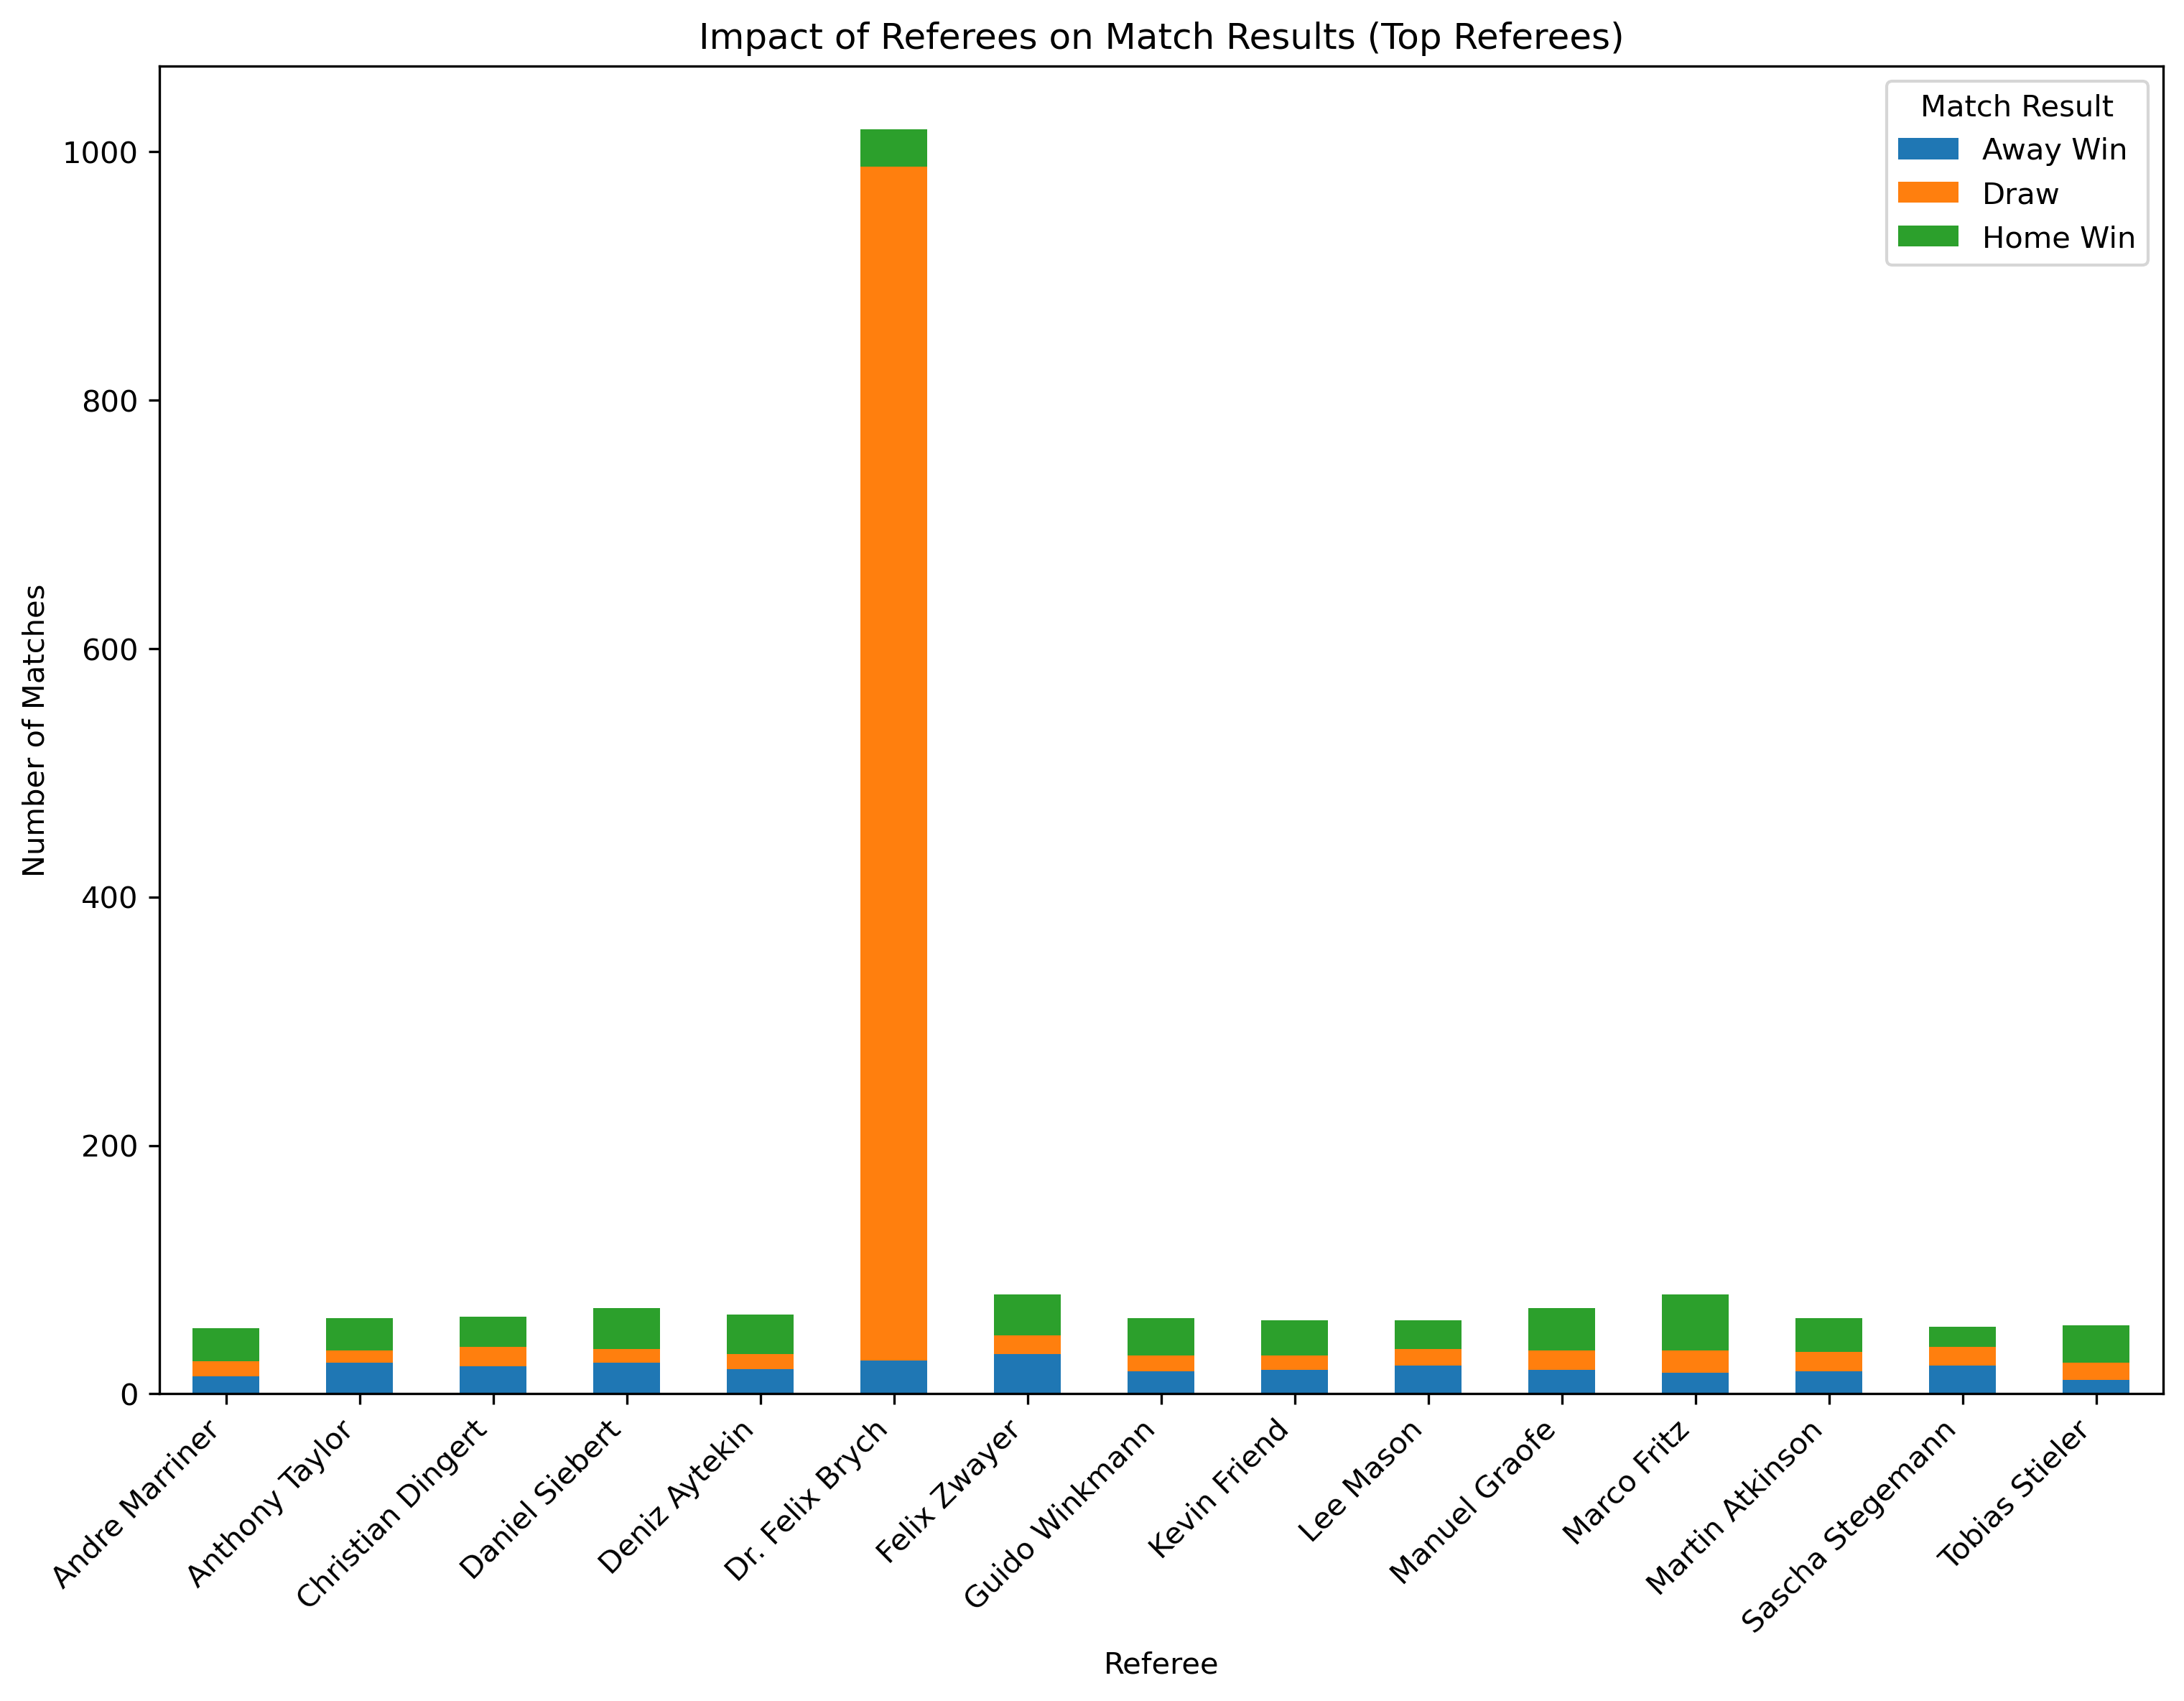 Impact of Referees on Match Results (Top Referees)
Match Result
Away Win
Draw
Home Win
Number of Matches
1000
800
600
400
200
0
Andre Marriner
Anthony Taylor
Christian Dingert
Daniel Siebert
Deniz Aytekin
Dr. Felix Brych
Felix Zwayer
Guido Winkmann
Kevin Friend
Lee Mason
Manuel Graofe
Marco Fritz
Martin Atkinson
Sascha Stegemann
Tobias Stieler
Referee